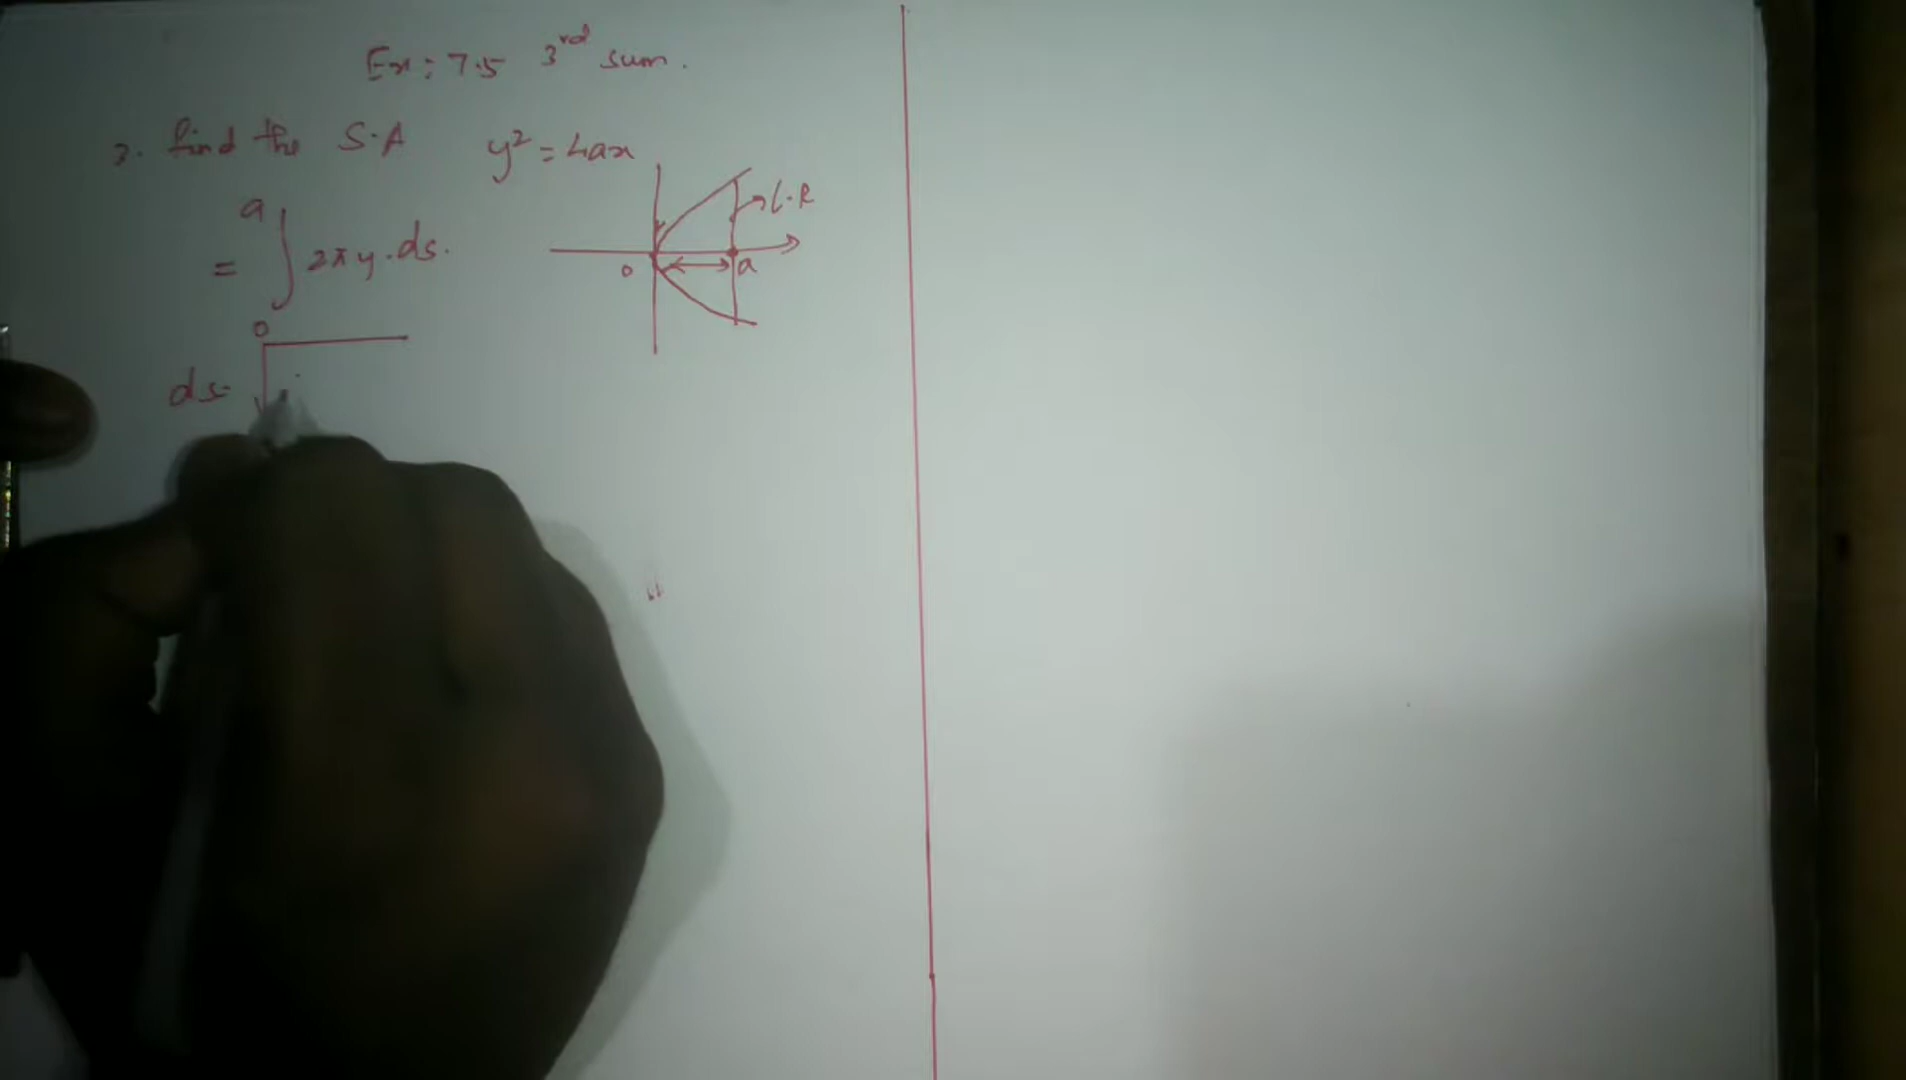 Ex: 7.5 3rd sum.
3. find the S.A y² = 4ax
= ∫ 2πy.ds.
a
0
ds
L.R
0 a